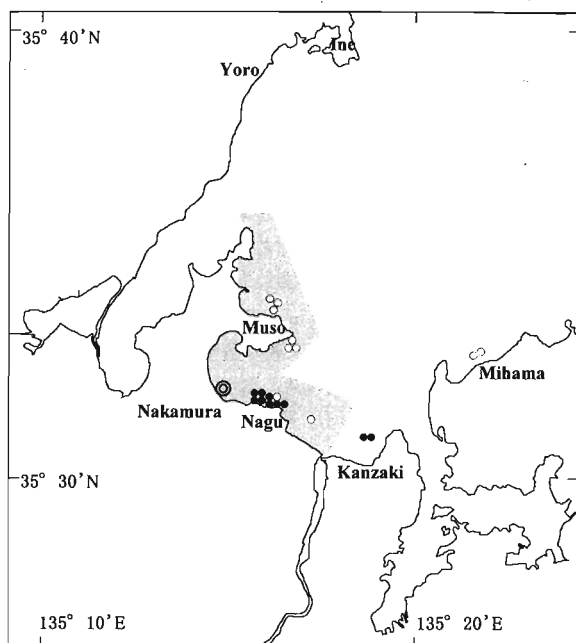 35° 40′N
Ine
Yoro
Muso
Mihama
Nakamura
Nagu
Kanzaki
35° 30′N
135° 10′E
135° 20′E